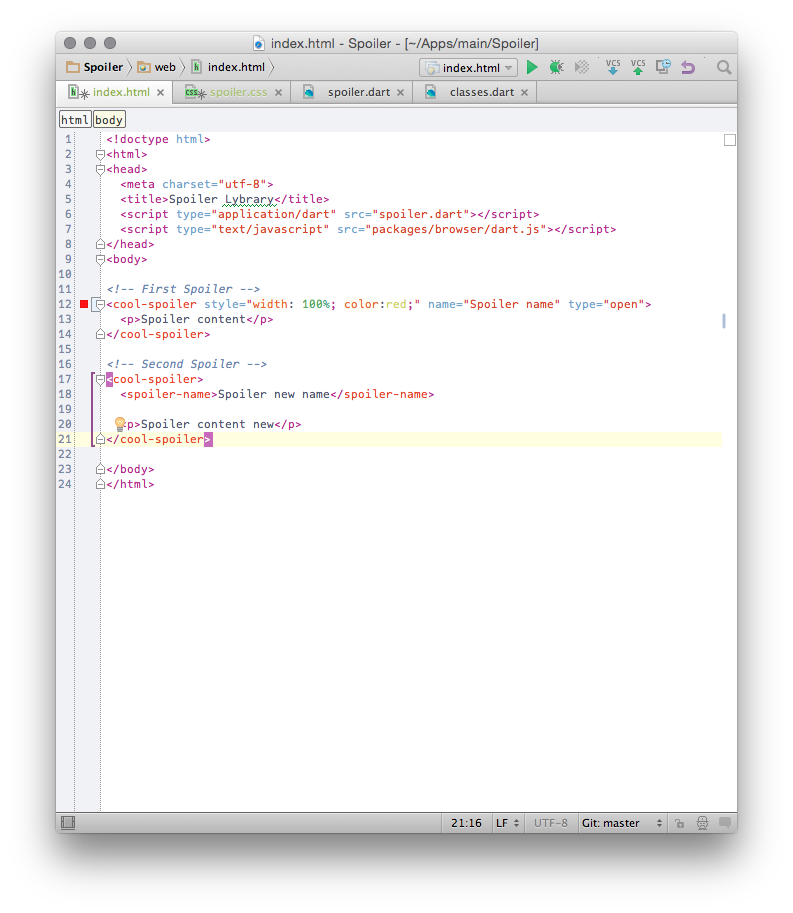 index.html - Spoiler - [~/Apps/main/Spoiler]
Spoiler web index.html index.html VCS VCS
index.html spoiler.css spoiler.dart classes.dart
html body
1 <!doctype html>
2 <html>
3 <head>
4 <meta charset="utf-8">
5 <title>Spoiler Lybrary</title>
6 <script type="application/dart" src="spoiler.dart"></script>
7 <script type="text/javascript" src="packages/browser/dart.js"></script>
8 </head>
9 <body>
10
11 <!-- First Spoiler -->
12 <cool-spoiler style="width: 100%; color:red;" name="Spoiler name" type="open">
13 <p>Spoiler content</p>
14 </cool-spoiler>
15
16 <!-- Second Spoiler -->
17 <cool-spoiler>
18 <spoiler-name>Spoiler new name</spoiler-name>
19
20 p>Spoiler content new</p>
21 </cool-spoiler>
22
23 </body>
24 </html>
21:16 LF UTF-8 Git: master